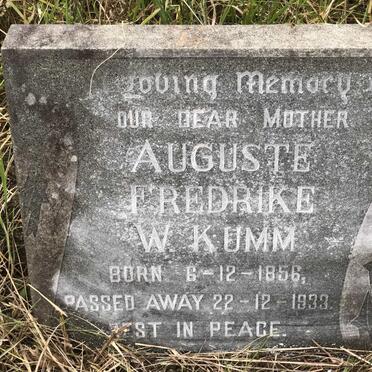 Loving Memory
OUR DEAR MOTHER
AUGUSTE
FREDRIKE
W. KUMM
BORN 6-12-1856,
PASSED AWAY 22-12-1933
REST IN PEACE.